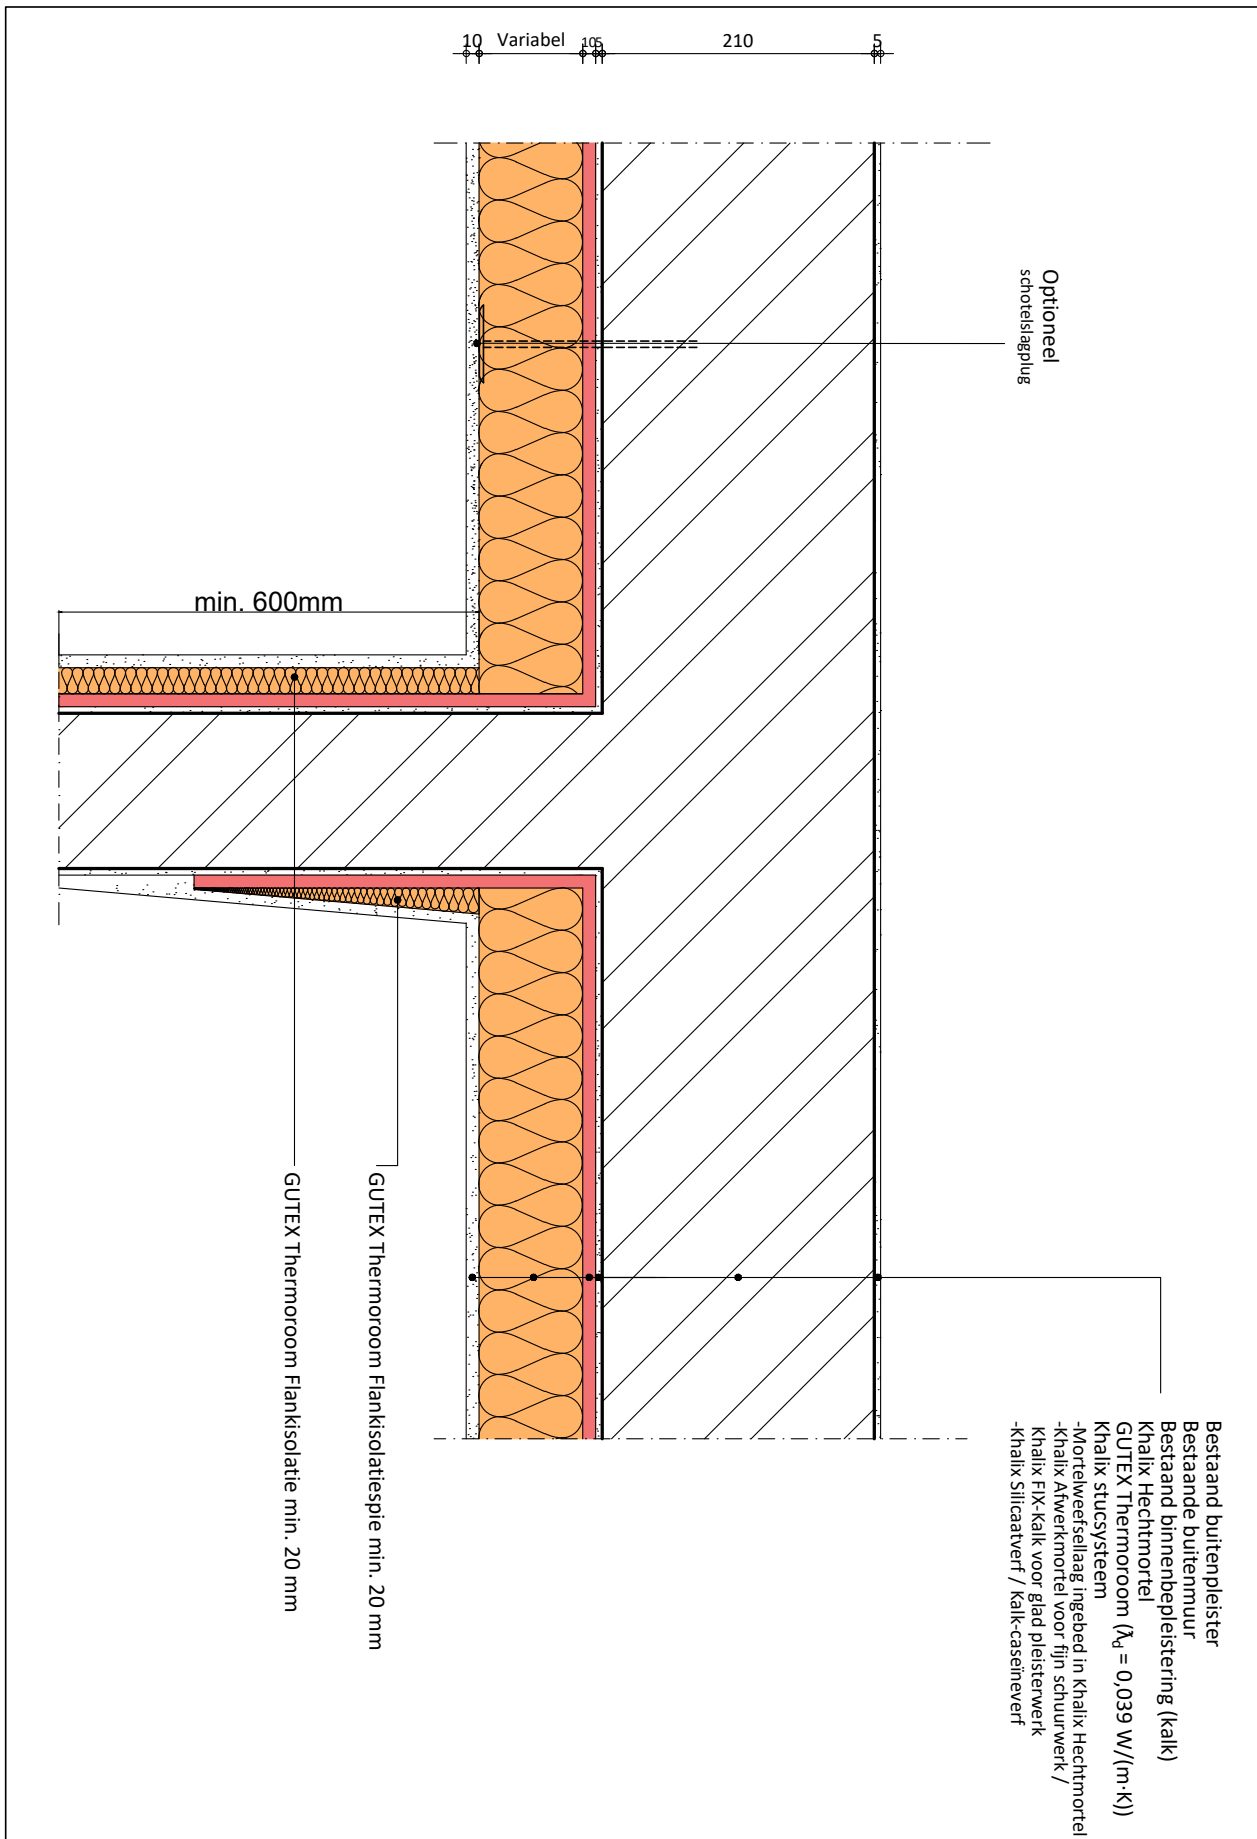 10 Variabel 10 5 210 5
Optioneel
schotelslagplug
min. 600mm
GUTEX Thermoroom Flankisolatiespie min. 20 mm
GUTEX Thermoroom Flankisolatie min. 20 mm
Bestaand buitenpleister
Bestaande buitenmuur
Bestaand binnenbepleistering (kalk)
Khalix Hechtmortel
GUTEX Thermoroom (λd = 0,039 W/(m·K))
Khalix stucsysteem
-Mortelweefsellaag ingebed in Khalix Hechtmortel
-Khalix Afwerkmortel voor fijn schuurwerk /
Khalix FIX-Kalk voor glad pleisterwerk
-Khalix Silicaatverf / Kalk-caseïneverf